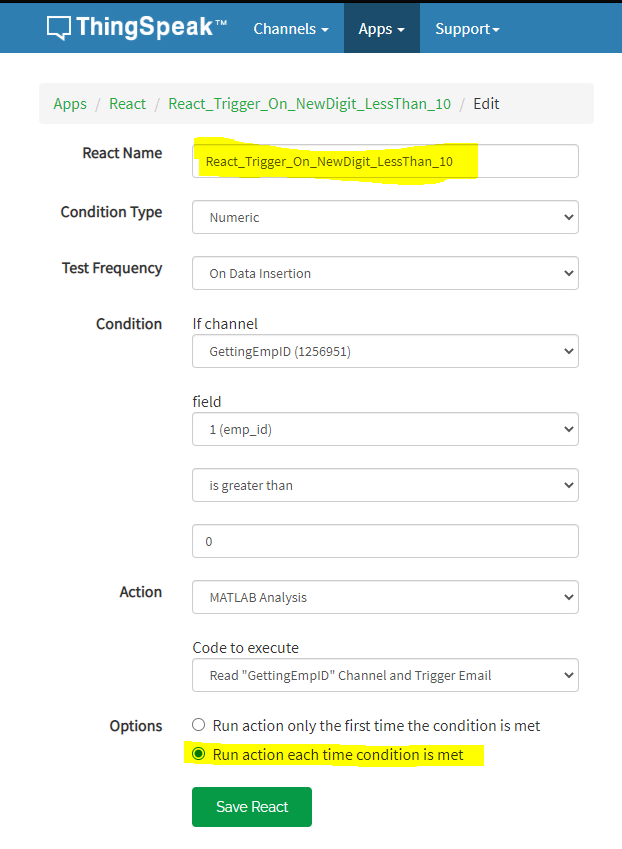 ThingSpeak™ Channels Apps Support
Apps / React / React_Trigger_On_NewDigit_LessThan_10 / Edit
React Name
React_Trigger_On_NewDigit_LessThan_10
Condition Type
Numeric
Test Frequency
On Data Insertion
Condition
If channel
GettingEmpID (1256951)
field
1 (emp_id)
is greater than
0
Action
MATLAB Analysis
Code to execute
Read "GettingEmpID" Channel and Trigger Email
Options
Run action only the first time the condition is met
Run action each time condition is met
Save React